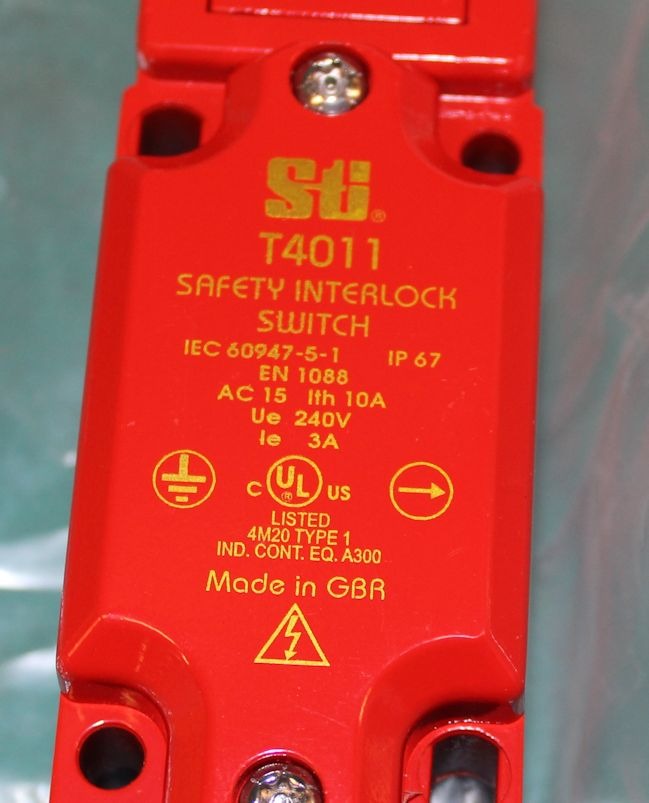 Sti®
T4011
SAFETY INTERLOCK
SWITCH
IEC 60947-5-1 IP 67
EN 1088
AC 15 Ith 10A
Ue 240V
Ie 3A
C UL® US
LISTED
4M20 TYPE 1
IND. CONT. EQ. A300
Made in GBR